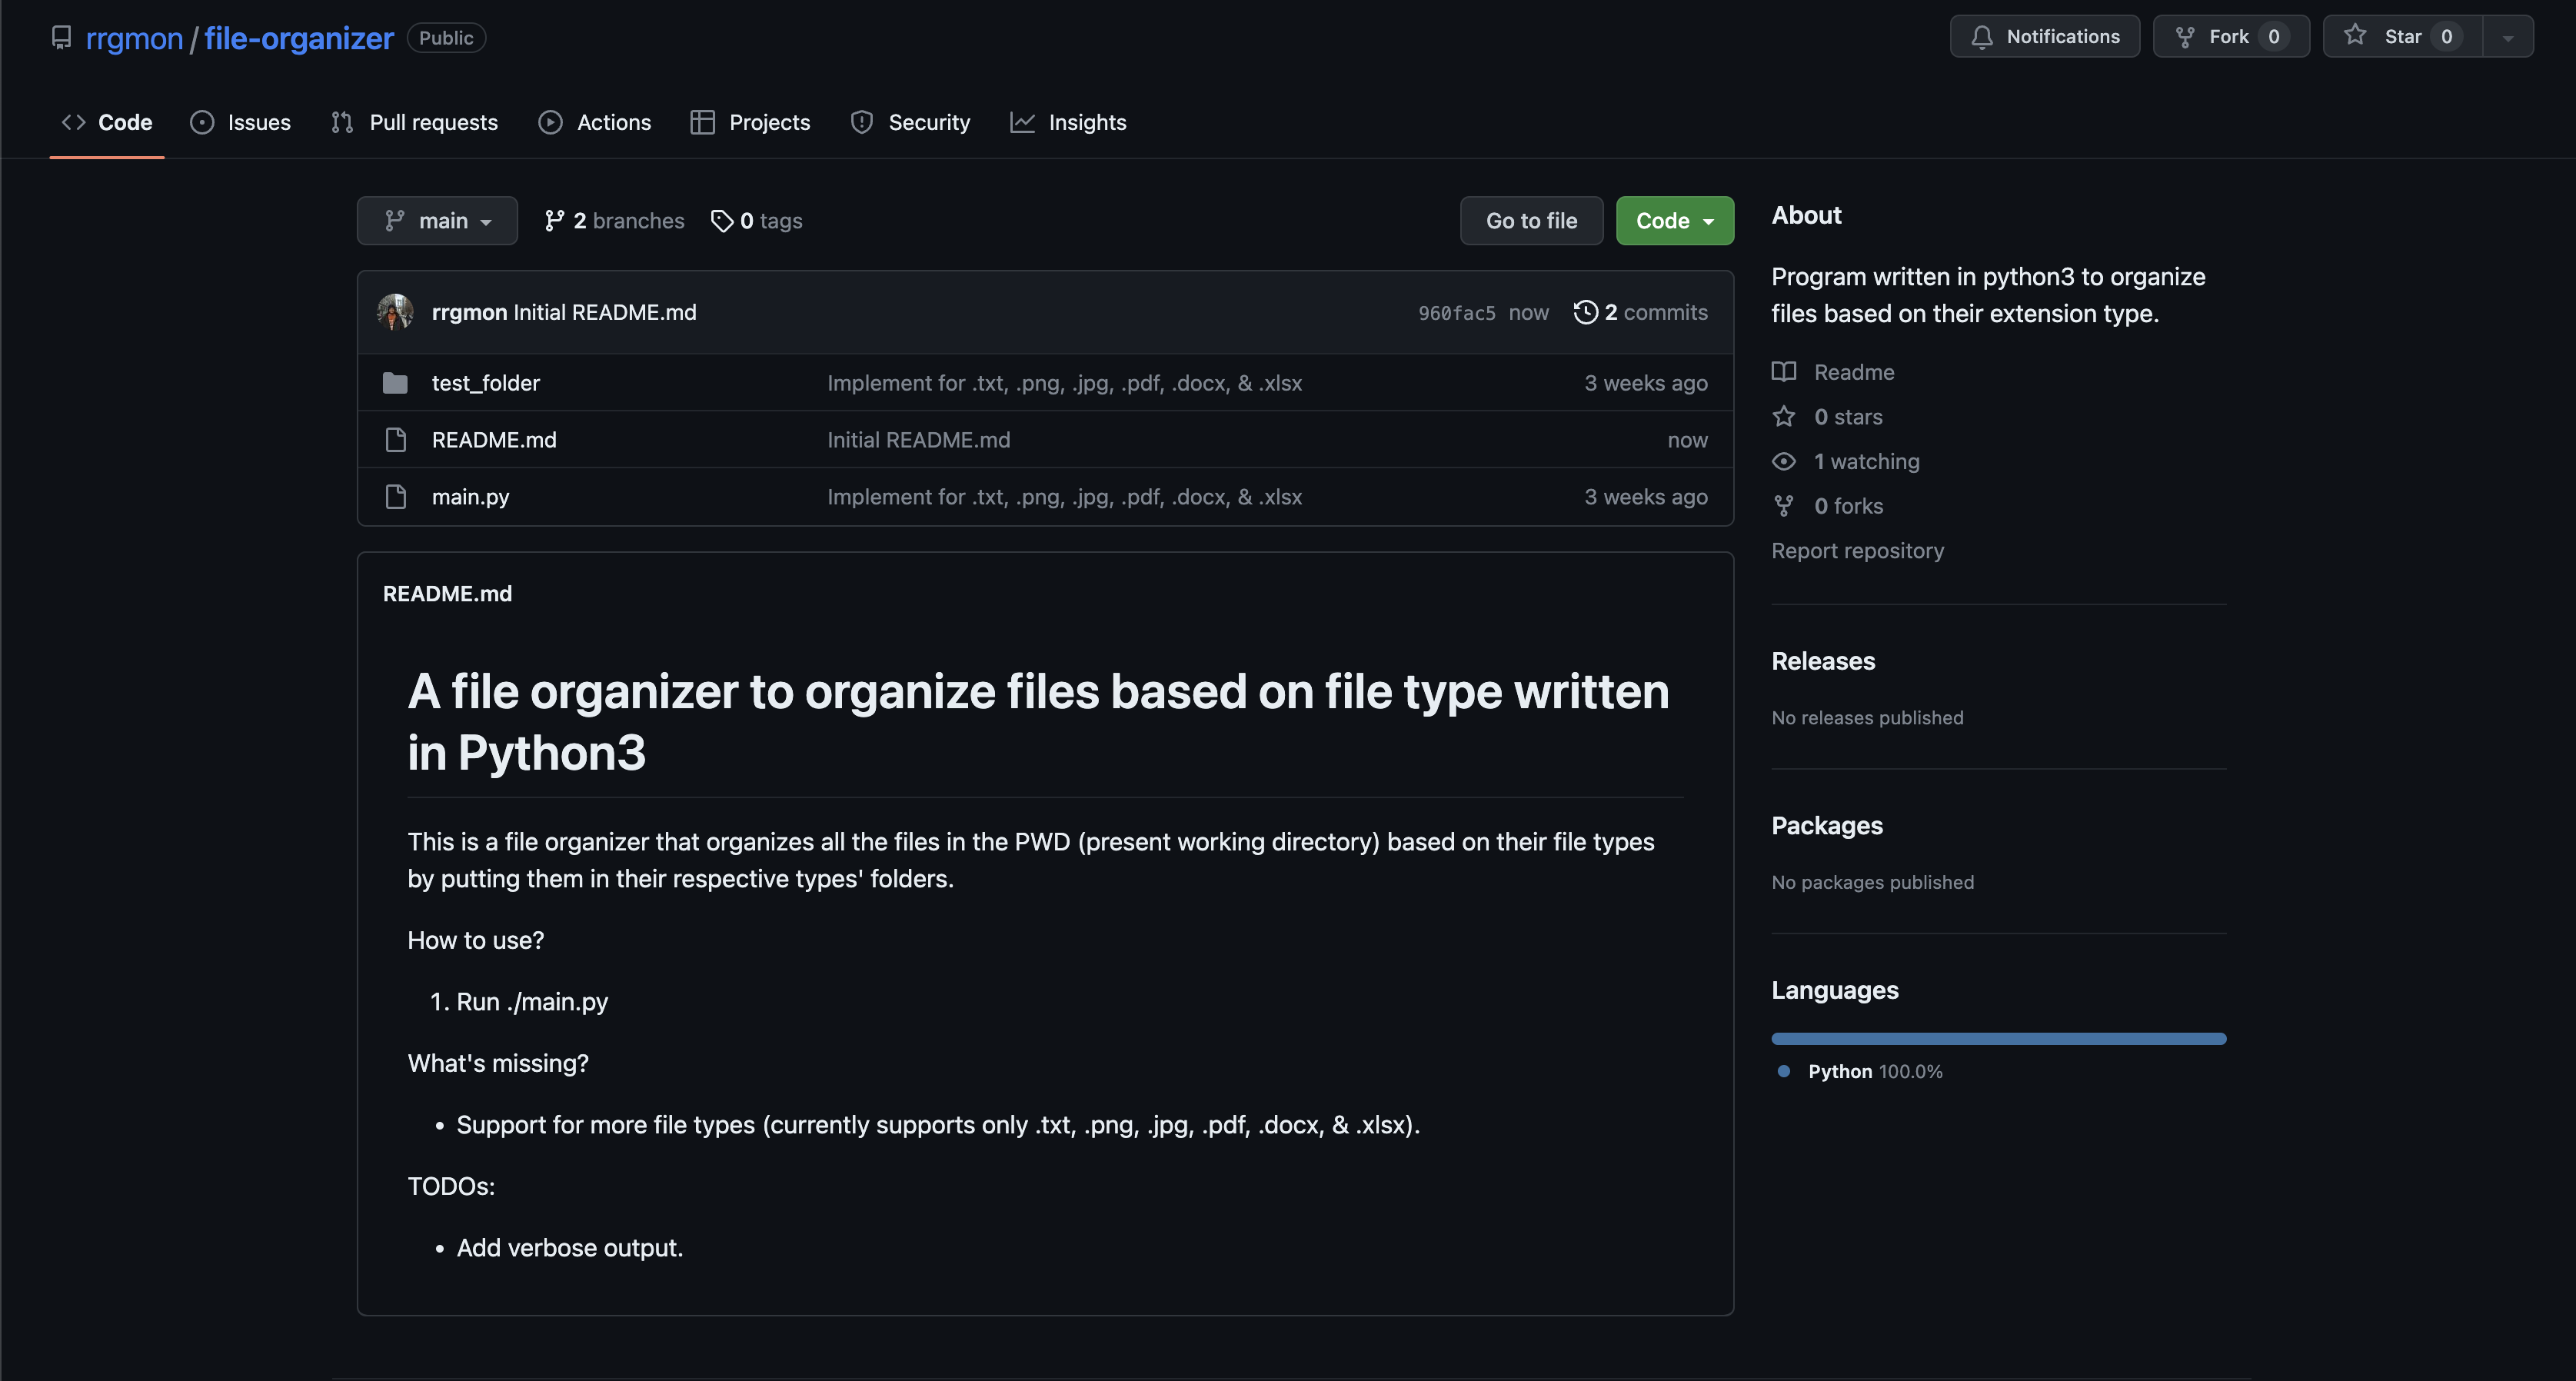 rrgmon / file-organizer Public
Notifications
Fork 0
Star 0
Code
Issues
Pull requests
Actions
Projects
Security
Insights
main
2 branches
0 tags
Go to file
Code
rrgmon Initial README.md
960fac5 now
2 commits
test_folder
Implement for .txt, .png, .jpg, .pdf, .docx, & .xlsx
3 weeks ago
README.md
Initial README.md
now
main.py
Implement for .txt, .png, .jpg, .pdf, .docx, & .xlsx
3 weeks ago
README.md
A file organizer to organize files based on file type written
in Python3
This is a file organizer that organizes all the files in the PWD (present working directory) based on their file types
by putting them in their respective types' folders.
How to use?
1. Run ./main.py
What's missing?
• Support for more file types (currently supports only .txt, .png, .jpg, .pdf, .docx, & .xlsx).
TODOs:
• Add verbose output.
About
Program written in python3 to organize
files based on their extension type.
Readme
0 stars
1 watching
0 forks
Report repository
Releases
No releases published
Packages
No packages published
Languages
Python 100.0%